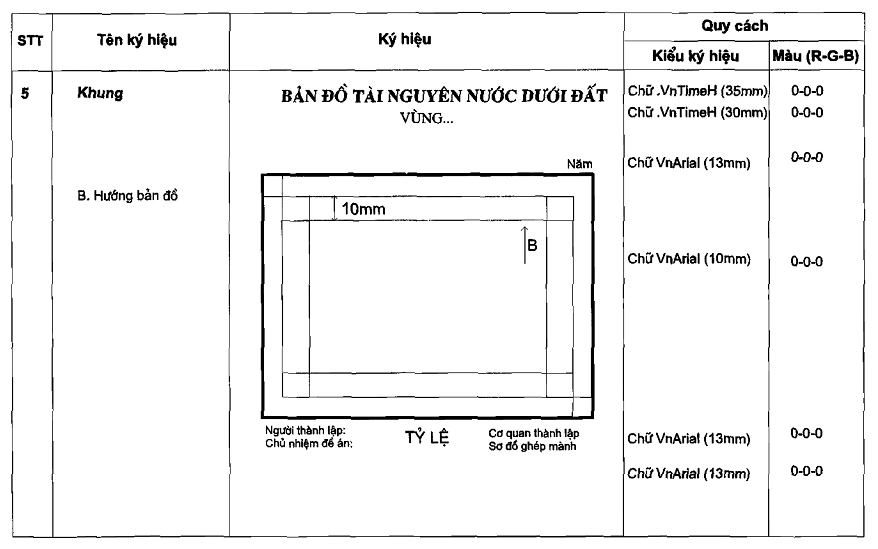 STT
Tên ký hiệu
Ký hiệu
Quy cách
Kiểu ký hiệu
Màu (R-G-B)
5
Khung
BẢN ĐỒ TÀI NGUYÊN NƯỚC DƯỚI ĐẤT
VÙNG...
Chữ .VnTimeH (35mm)
0-0-0
Chữ .VnTimeH (30mm)
0-0-0
Năm
Chữ VnArial (13mm)
0-0-0
B. Hướng bản đồ
10mm
B
Chữ VnArial (10mm)
0-0-0
Người thành lập:
Chủ nhiệm đề án:
TỶ LỆ
Cơ quan thành lập
Sơ đồ ghép mành
Chữ VnArial (13mm)
0-0-0
Chữ VnArial (13mm)
0-0-0